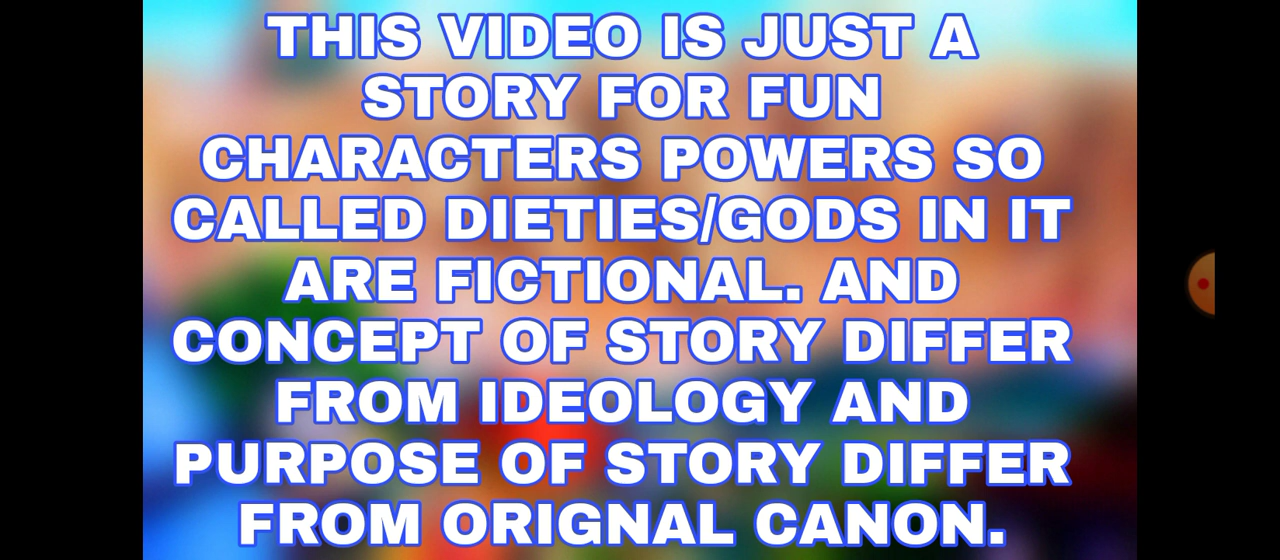 THIS VIDEO IS JUST A
STORY FOR FUN
CHARACTERS POWERS SO
CALLED DIETIES/GODS IN IT
ARE FICTIONAL. AND
CONCEPT OF STORY DIFFER
FROM IDEOLOGY AND
PURPOSE OF STORY DIFFER
FROM ORIGNAL CANON.